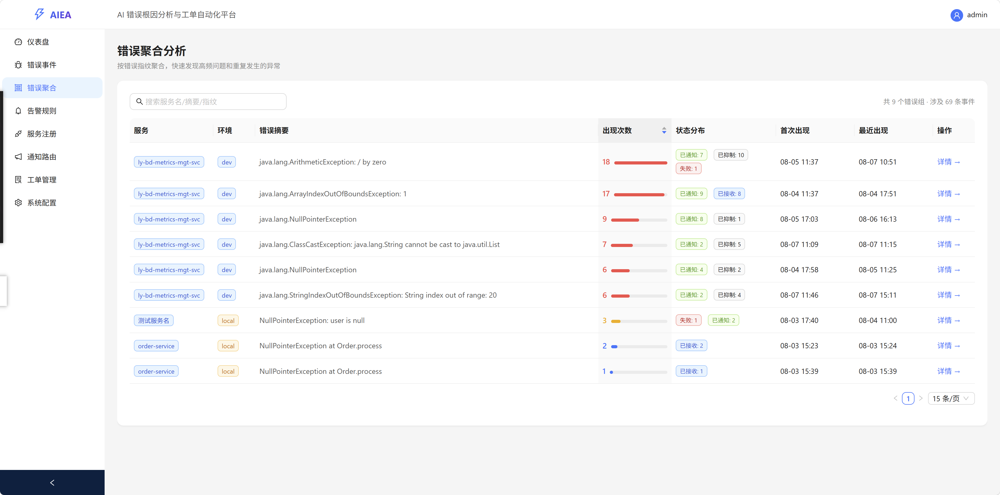 AIEA
AI 错误根因分析与工单自动化平台
admin
仪表盘
错误事件
错误聚合
告警规则
服务注册
通知路由
工单管理
系统配置
错误聚合分析
按错误指纹聚合，快速发现高频问题和重复发生的异常
搜索服务名/摘要/指纹
共 9 个错误组 · 涉及 69 条事件
服务 环境 错误摘要 出现次数 状态分布 首次出现 最近出现 操作
ly-bd-metrics-mgt-svc dev java.lang.ArithmeticException: / by zero 18 已通知: 7 已抑制: 10 08-05 11:37 08-07 10:51 详情 →
失败: 1
ly-bd-metrics-mgt-svc dev java.lang.ArrayIndexOutOfBoundsException: 1 17 已通知: 9 已接收: 8 08-04 11:37 08-04 17:51 详情 →
ly-bd-metrics-mgt-svc dev java.lang.NullPointerException 9 已通知: 8 已抑制: 1 08-05 17:03 08-06 16:13 详情 →
ly-bd-metrics-mgt-svc dev java.lang.ClassCastException: java.lang.String cannot be cast to java.util.List 7 已通知: 2 已抑制: 5 08-07 11:09 08-07 11:15 详情 →
ly-bd-metrics-mgt-svc dev java.lang.NullPointerException 6 已通知: 4 已抑制: 2 08-04 17:58 08-05 11:25 详情 →
ly-bd-metrics-mgt-svc dev java.lang.StringIndexOutOfBoundsException: String index out of range: 20 6 已通知: 2 已抑制: 4 08-07 11:46 08-07 15:11 详情 →
测试服务名 local NullPointerException: user is null 3 失败: 1 已通知: 2 08-03 17:40 08-04 11:00 详情 →
order-service local NullPointerException at Order.process 2 已接收: 2 08-03 15:23 08-03 15:24 详情 →
order-service local NullPointerException at Order.process 1 已接收: 1 08-03 15:39 08-03 15:39 详情 →
1 15 条/页